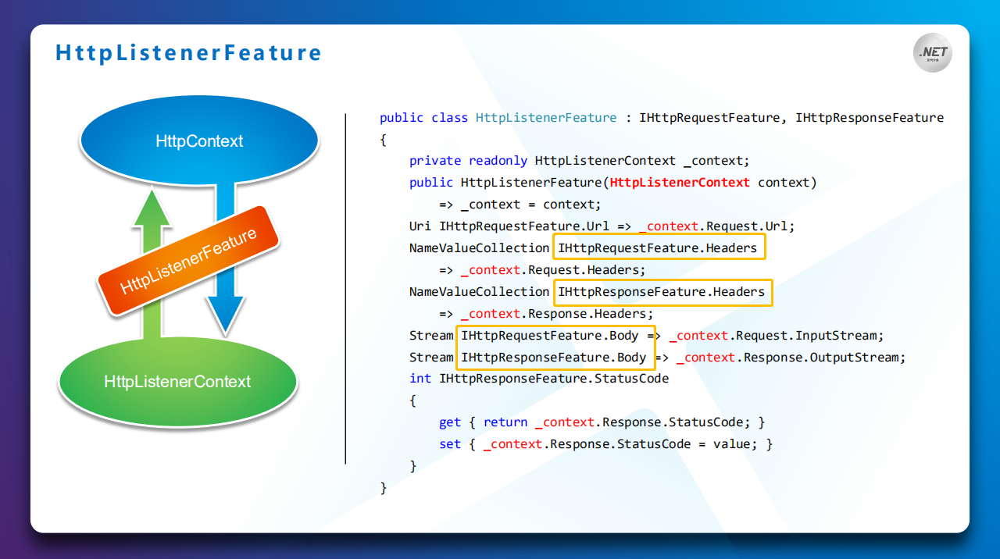 HttpListenerFeature
.NET
HttpContext
HttpListenerFeature
HttpListenerContext
public class HttpListenerFeature : IHttpRequestFeature, IHttpResponseFeature
{
    private readonly HttpListenerContext _context;
    public HttpListenerFeature(HttpListenerContext context)
        => _context = context;
    Uri IHttpRequestFeature.Url => _context.Request.Url;
    NameValueCollection IHttpRequestFeature.Headers
        => _context.Request.Headers;
    NameValueCollection IHttpResponseFeature.Headers
        => _context.Response.Headers;
    Stream IHttpRequestFeature.Body => _context.Request.InputStream;
    Stream IHttpResponseFeature.Body => _context.Response.OutputStream;
    int IHttpResponseFeature.StatusCode
    {
        get { return _context.Response.StatusCode; }
        set { _context.Response.StatusCode = value; }
    }
}